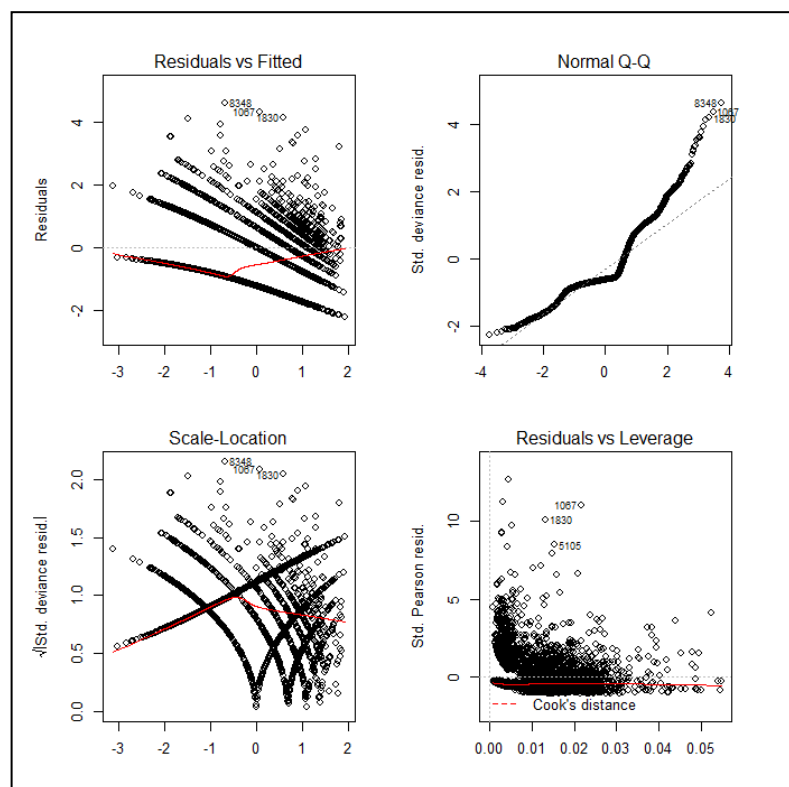 Residuals vs Fitted
Residuals
4
2
0
-2
8348
1067
1830
-3 -2 -1 0 1 2
Normal Q-Q
Std. deviance resid.
4
2
0
-2
8348
1067
1830
-4 -2 0 2 4
Scale-Location
√|Std. deviance resid.|
2.0
1.5
1.0
0.5
0.0
8348
1067
1830
-3 -2 -1 0 1 2
Residuals vs Leverage
Std. Pearson resid.
10
5
0
1067
1830
5105
Cook's distance
0.00 0.01 0.02 0.03 0.04 0.05